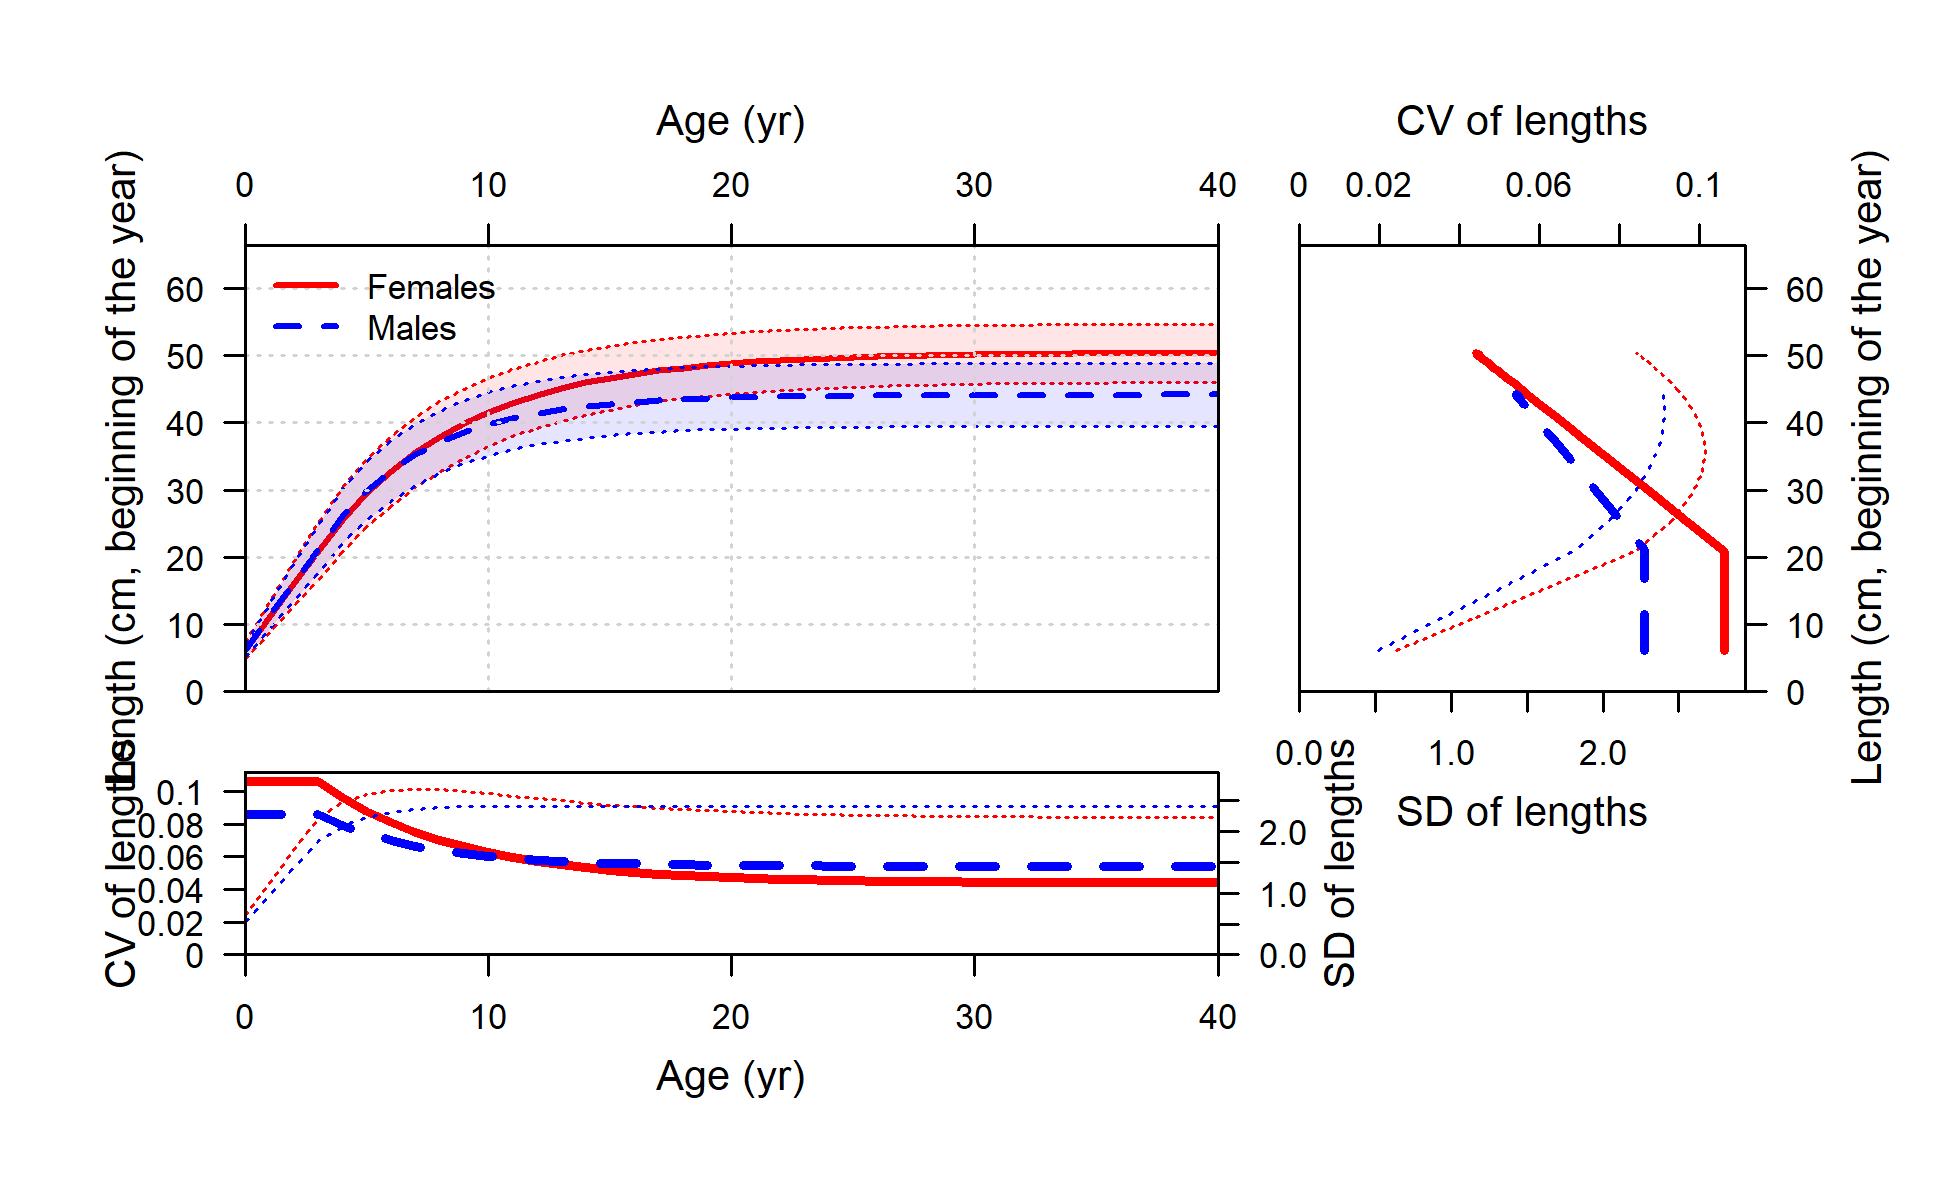 Age (yr)
CV of lengths
0 10 20 30 40
0 0.02 0.06 0.1
Length (cm, beginning of the year)
60
50
40
30
20
10
0
Females
Males
60
50
40
30
20
10
0
Length (cm, beginning of the year)
0.0 1.0 2.0
SD of lengths
CV of lengths
0.1
0.08
0.06
0.04
0.02
0
2.0
1.0
0.0
SD of lengths
0 10 20 30 40
Age (yr)